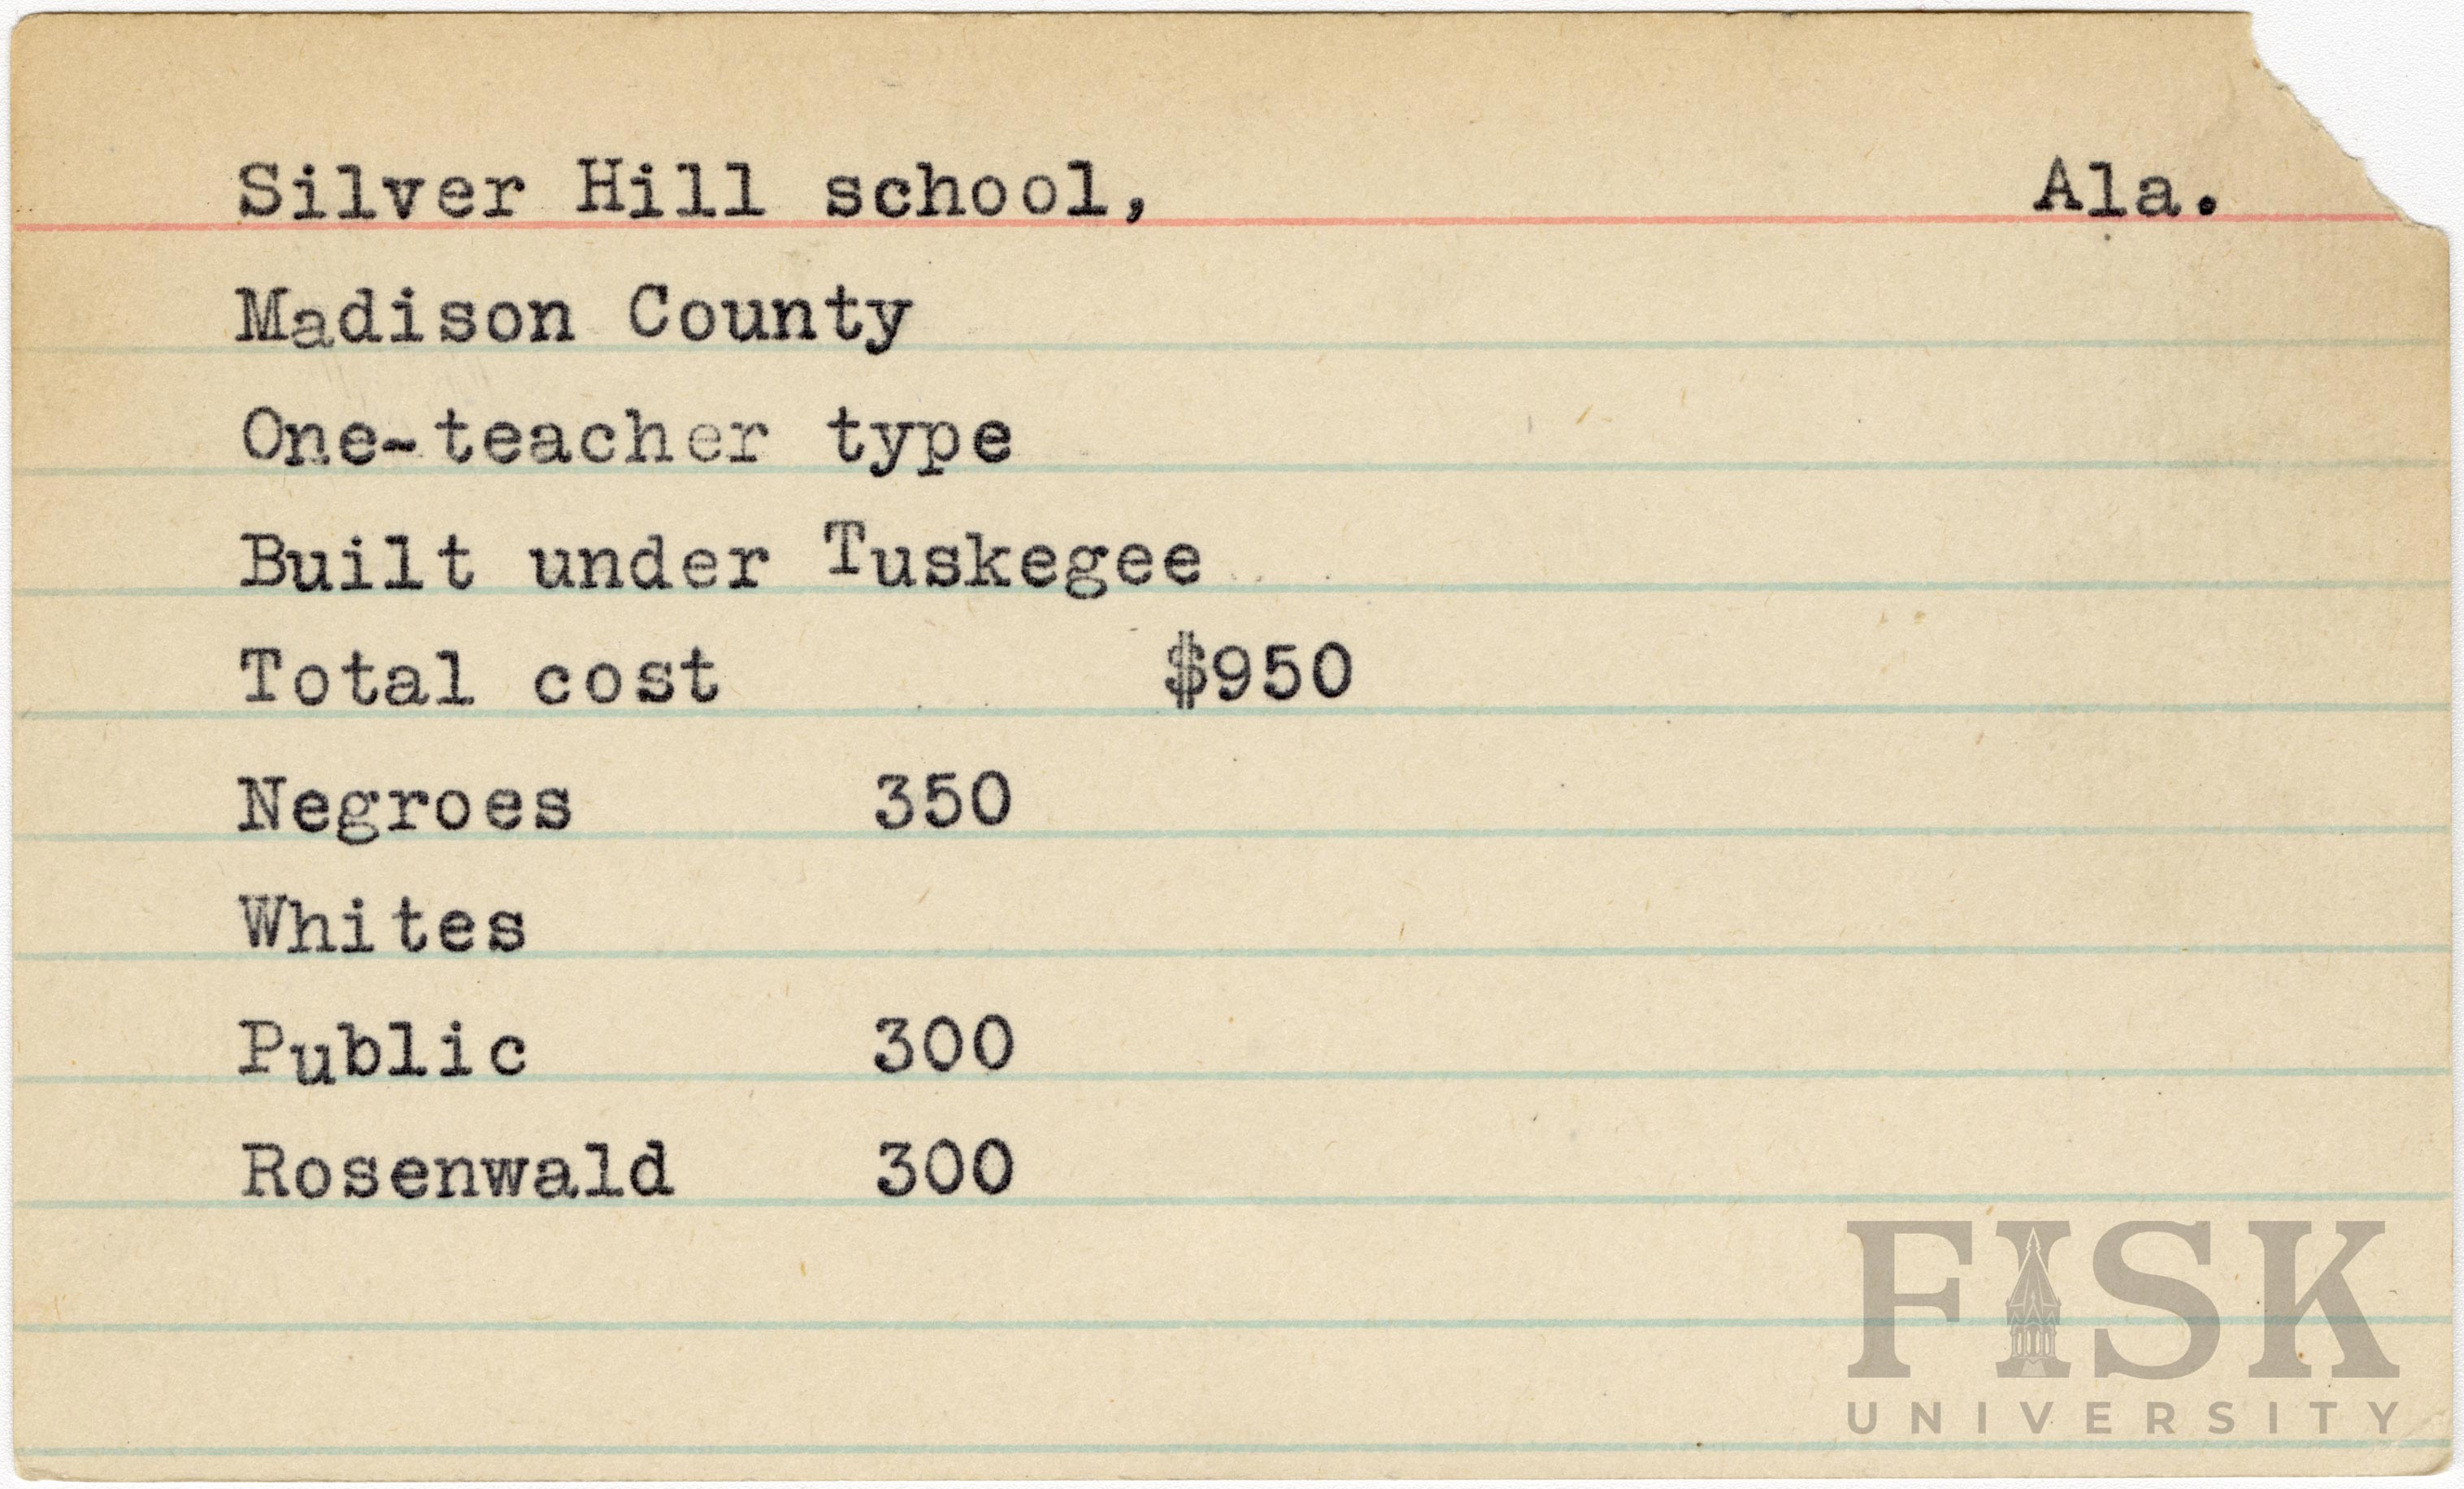 Silver Hill school, Ala.
Madison County
One-teacher type
Built under Tuskegee
Total cost $950
Negroes 350
Whites
Public 300
Rosenwald 300
FISK
UNIVERSITY